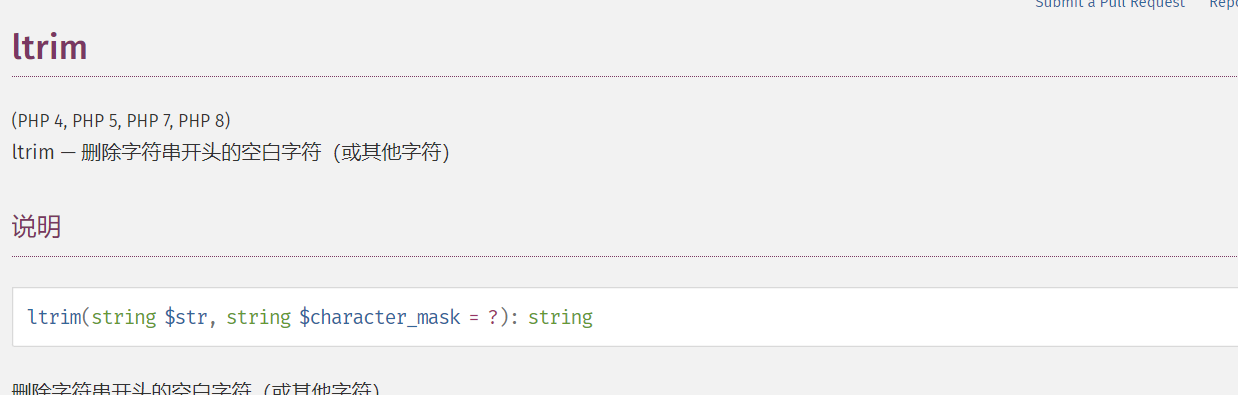 Submit a Pull Request
ltrim
(PHP 4, PHP 5, PHP 7, PHP 8)
ltrim — 删除字符串开头的空白字符（或其他字符）
说明
ltrim(string $str, string $character_mask = ?): string
删除字符串开头的空白字符（或其他字符）